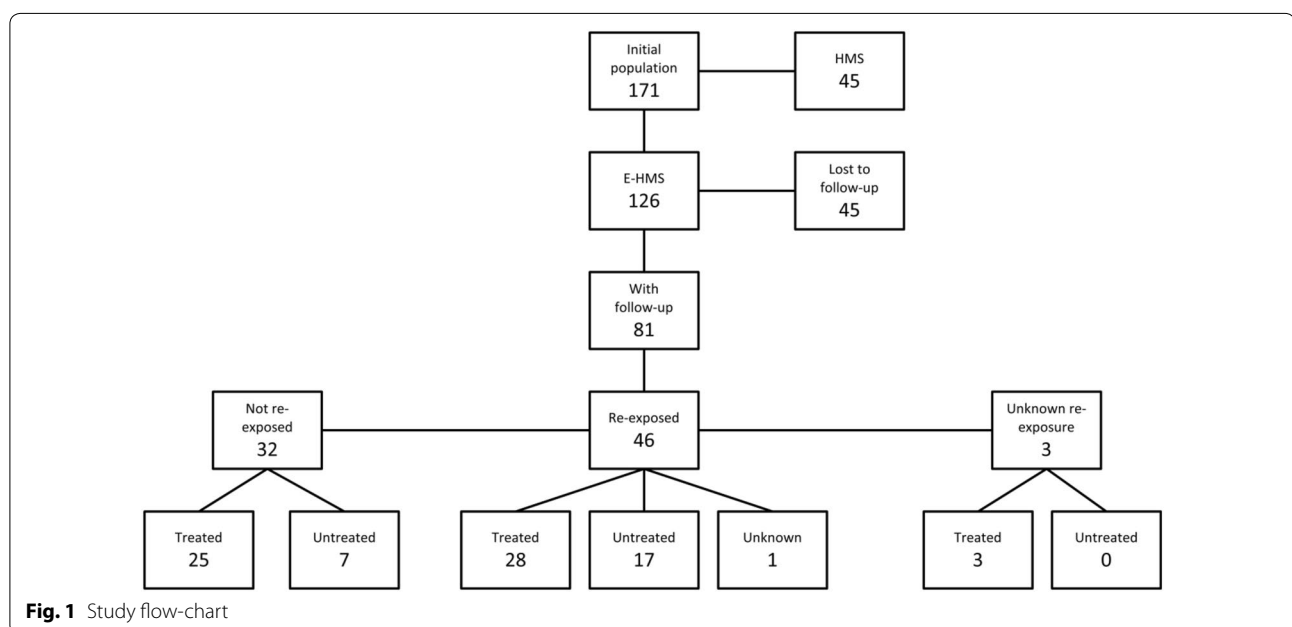 Initial
population
171
HMS
45
E-HMS
126
Lost to
follow-up
45
With
follow-up
81
Not re-
exposed
32
Re-exposed
46
Unknown re-
exposure
3
Treated
25
Untreated
7
Treated
28
Untreated
17
Unknown
1
Treated
3
Untreated
0
Fig. 1 Study flow-chart